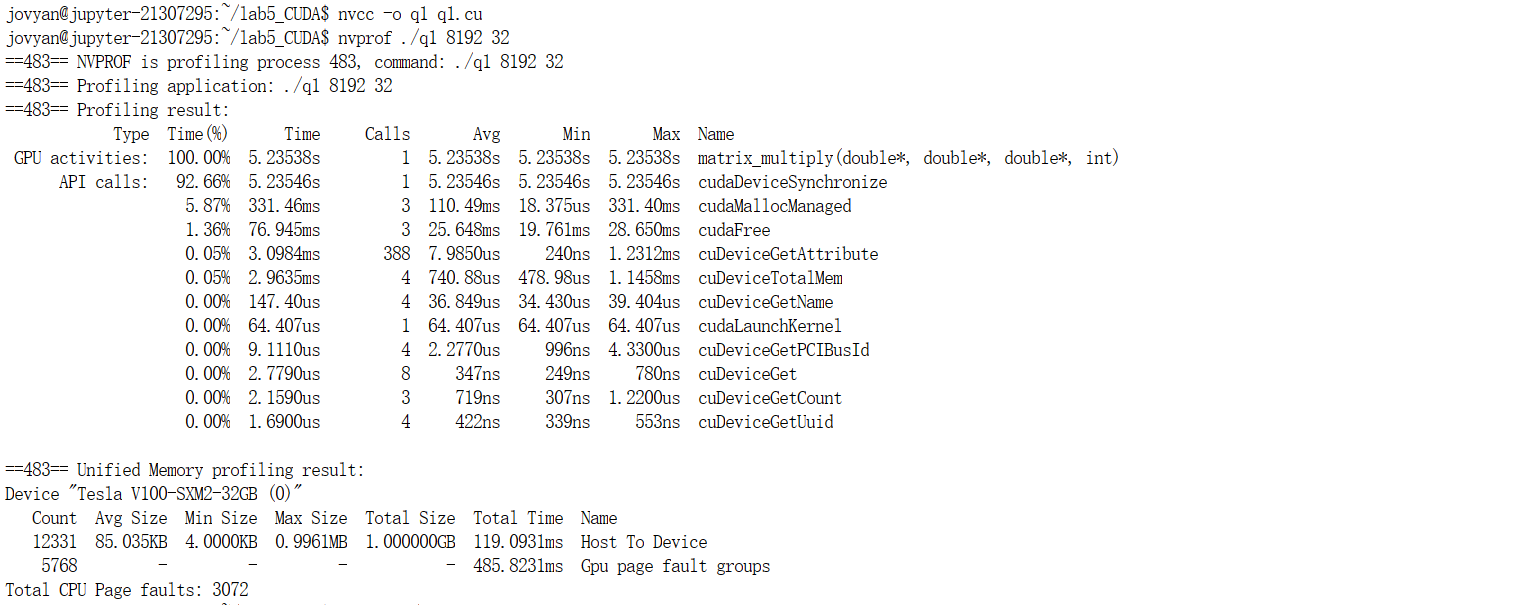 jovyan@jupyter-21307295:~/lab5_CUDA$ nvcc -o q1 q1.cu
jovyan@jupyter-21307295:~/lab5_CUDA$ nvprof ./q1 8192 32
==483== NVPROF is profiling process 483, command: ./q1 8192 32
==483== Profiling application: ./q1 8192 32
==483== Profiling result:
Type Time(%) Time Calls Avg Min Max Name
GPU activities: 100.00% 5.23538s 1 5.23538s 5.23538s 5.23538s matrix_multiply(double*, double*, double*, int)
API calls: 92.66% 5.23546s 1 5.23546s 5.23546s 5.23546s cudaDeviceSynchronize
5.87% 331.46ms 3 110.49ms 18.375us 331.40ms cudaMallocManaged
1.36% 76.945ms 3 25.648ms 19.761ms 28.650ms cudaFree
0.05% 3.0984ms 388 7.9850us 240ns 1.2312ms cuDeviceGetAttribute
0.05% 2.9635ms 4 740.88us 478.98us 1.1458ms cuDeviceTotalMem
0.00% 147.40us 4 36.849us 34.430us 39.404us cuDeviceGetName
0.00% 64.407us 1 64.407us 64.407us 64.407us cudaLaunchKernel
0.00% 9.1110us 4 2.2770us 996ns 4.3300us cuDeviceGetPCIBusId
0.00% 2.7790us 8 347ns 249ns 780ns cuDeviceGet
0.00% 2.1590us 3 719ns 307ns 1.2200us cuDeviceGetCount
0.00% 1.6900us 4 422ns 339ns 553ns cuDeviceGetUuid
==483== Unified Memory profiling result:
Device "Tesla V100-SXM2-32GB (0)"
Count Avg Size Min Size Max Size Total Size Total Time Name
12331 85.035KB 4.0000KB 0.9961MB 1.000000GB 119.0931ms Host To Device
5768 - - - - 485.8231ms Gpu page fault groups
Total CPU Page faults: 3072